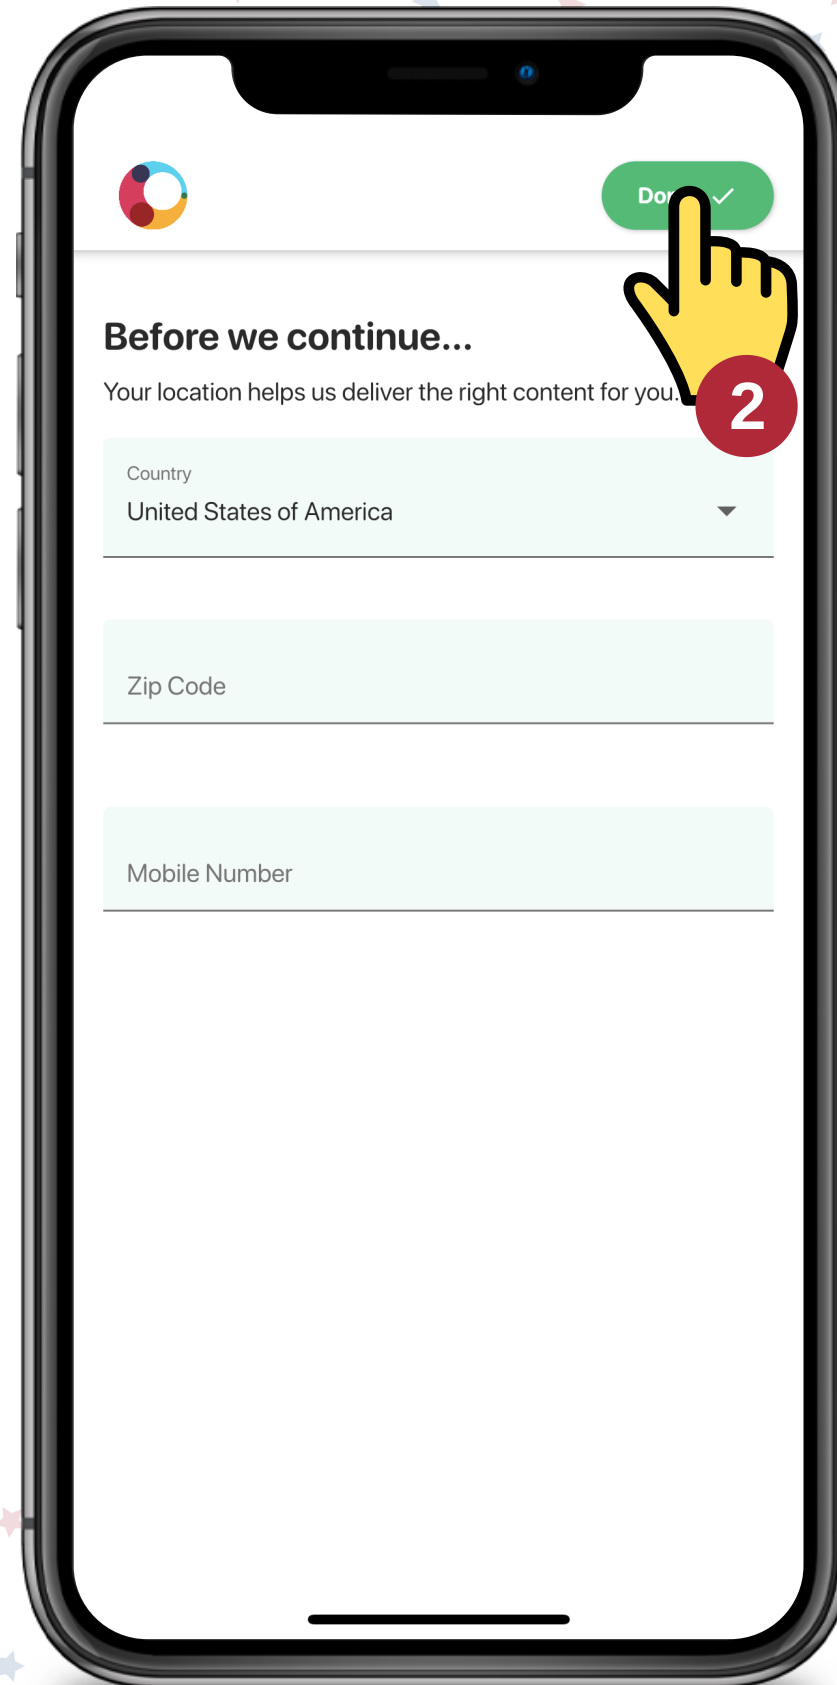 Before we continue...
Your location helps us deliver the right content for you.
2
Country
United States of America
Zip Code
Mobile Number